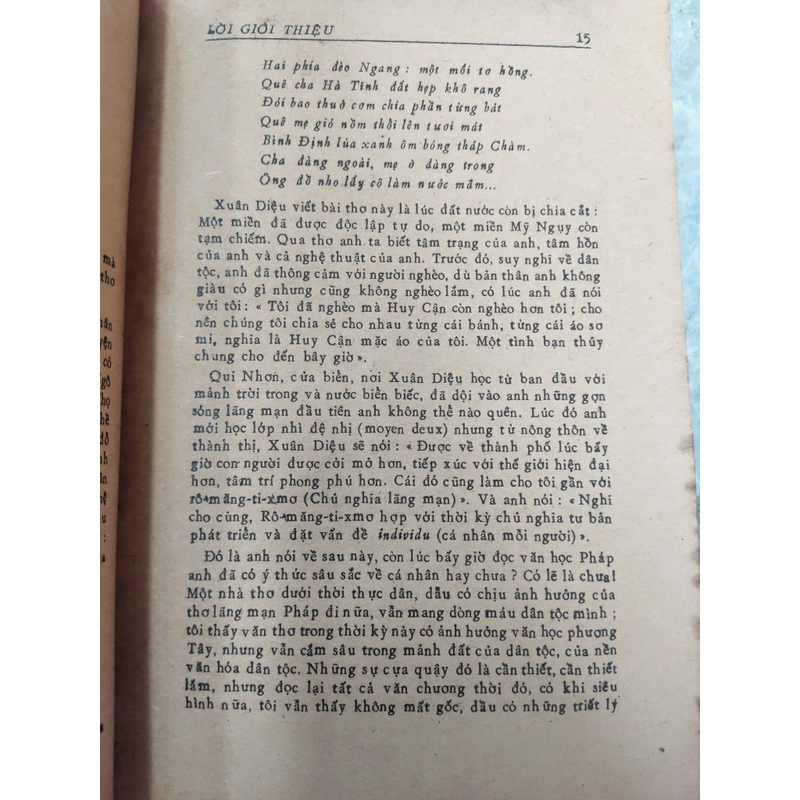 LỜI GIỚI THIỆU 15
Hai phía đèo Ngang : một mối tơ hồng.
Quê cha Hà Tĩnh đất hẹp khô rang
Đói bao thuở cơm chia phần từng bát
Quê mẹ gió nồm thổi lên tươi mát
Bình Định lúa xanh ôm bóng tháp Chàm.
Cha đàng ngoài, mẹ ở đàng trong
Ông đồ nho lấy cô làm nước mắm...
Xuân Diệu viết bài thơ này là lúc đất nước còn bị chia cắt :
Một miền đã được độc lập tự do, một miền Mỹ Ngụy còn
tạm chiếm. Qua thơ anh ta biết tâm trạng của anh, tâm hồn
của anh và cả nghệ thuật của anh. Trước đó, suy nghĩ về dân
tộc, anh đã thông cảm với người nghèo, dù bản thân anh không
giàu có gì nhưng cũng không nghèo lắm, có lúc anh đã nói
với tôi : « Tôi đã nghèo mà Huy Cận còn nghèo hơn tôi ; cho
nên chúng tôi chia sẻ cho nhau từng cái bánh, từng cái áo sơ
mi, nghĩa là Huy Cận mặc áo của tôi. Một tình bạn thủy
chung cho đến bây giờ ».
Qui Nhơn, cửa biển, nơi Xuân Diệu học từ ban đầu với
mảnh trời trong và nước biển biếc, đã dội vào anh những gợn
sóng lãng mạn đầu tiên anh không thể nào quên. Lúc đó anh
mới học lớp nhì đệ nhị (moyen deux) nhưng từ nông thôn về
thành thị, Xuân Diệu sẽ nói : « Được về thành phố lúc bấy
giờ con người được cởi mở hơn, tiếp xúc với thế giới hiện đại
hơn, tâm trí phong phú hơn. Cái đó cũng làm cho tôi gần với
rô-măng-ti-xmơ (Chủ nghĩa lãng mạn) ». Và anh nói : « Nghĩ
cho cùng, Rô-măng-ti-xmơ hợp với thời kỳ chủ nghĩa tư bản
phát triển và đặt vấn đề individu (cá nhân mỗi người) ».
Đó là anh nói về sau này, còn lúc bấy giờ đọc văn học Pháp
anh đã có ý thức sâu sắc về cá nhân hay chưa ? Có lẽ là chưa!
Một nhà thơ dưới thời thực dân, dẫu có chịu ảnh hưởng của
thơ lãng mạn Pháp đi nữa, vẫn mang dòng máu dân tộc mình ;
tôi thấy văn thơ trong thời kỳ này có ảnh hưởng văn học phương
Tây, nhưng vẫn cắm sâu trong mảnh đất của dân tộc, của nền
văn hóa dân tộc. Những sự cựa quậy đó là cần thiết, cần thiết
lắm, nhưng đọc lại tất cả văn chương thời đó, có khi siêu
hình nữa, tôi vẫn thấy không mất gốc, dầu có những triết lý